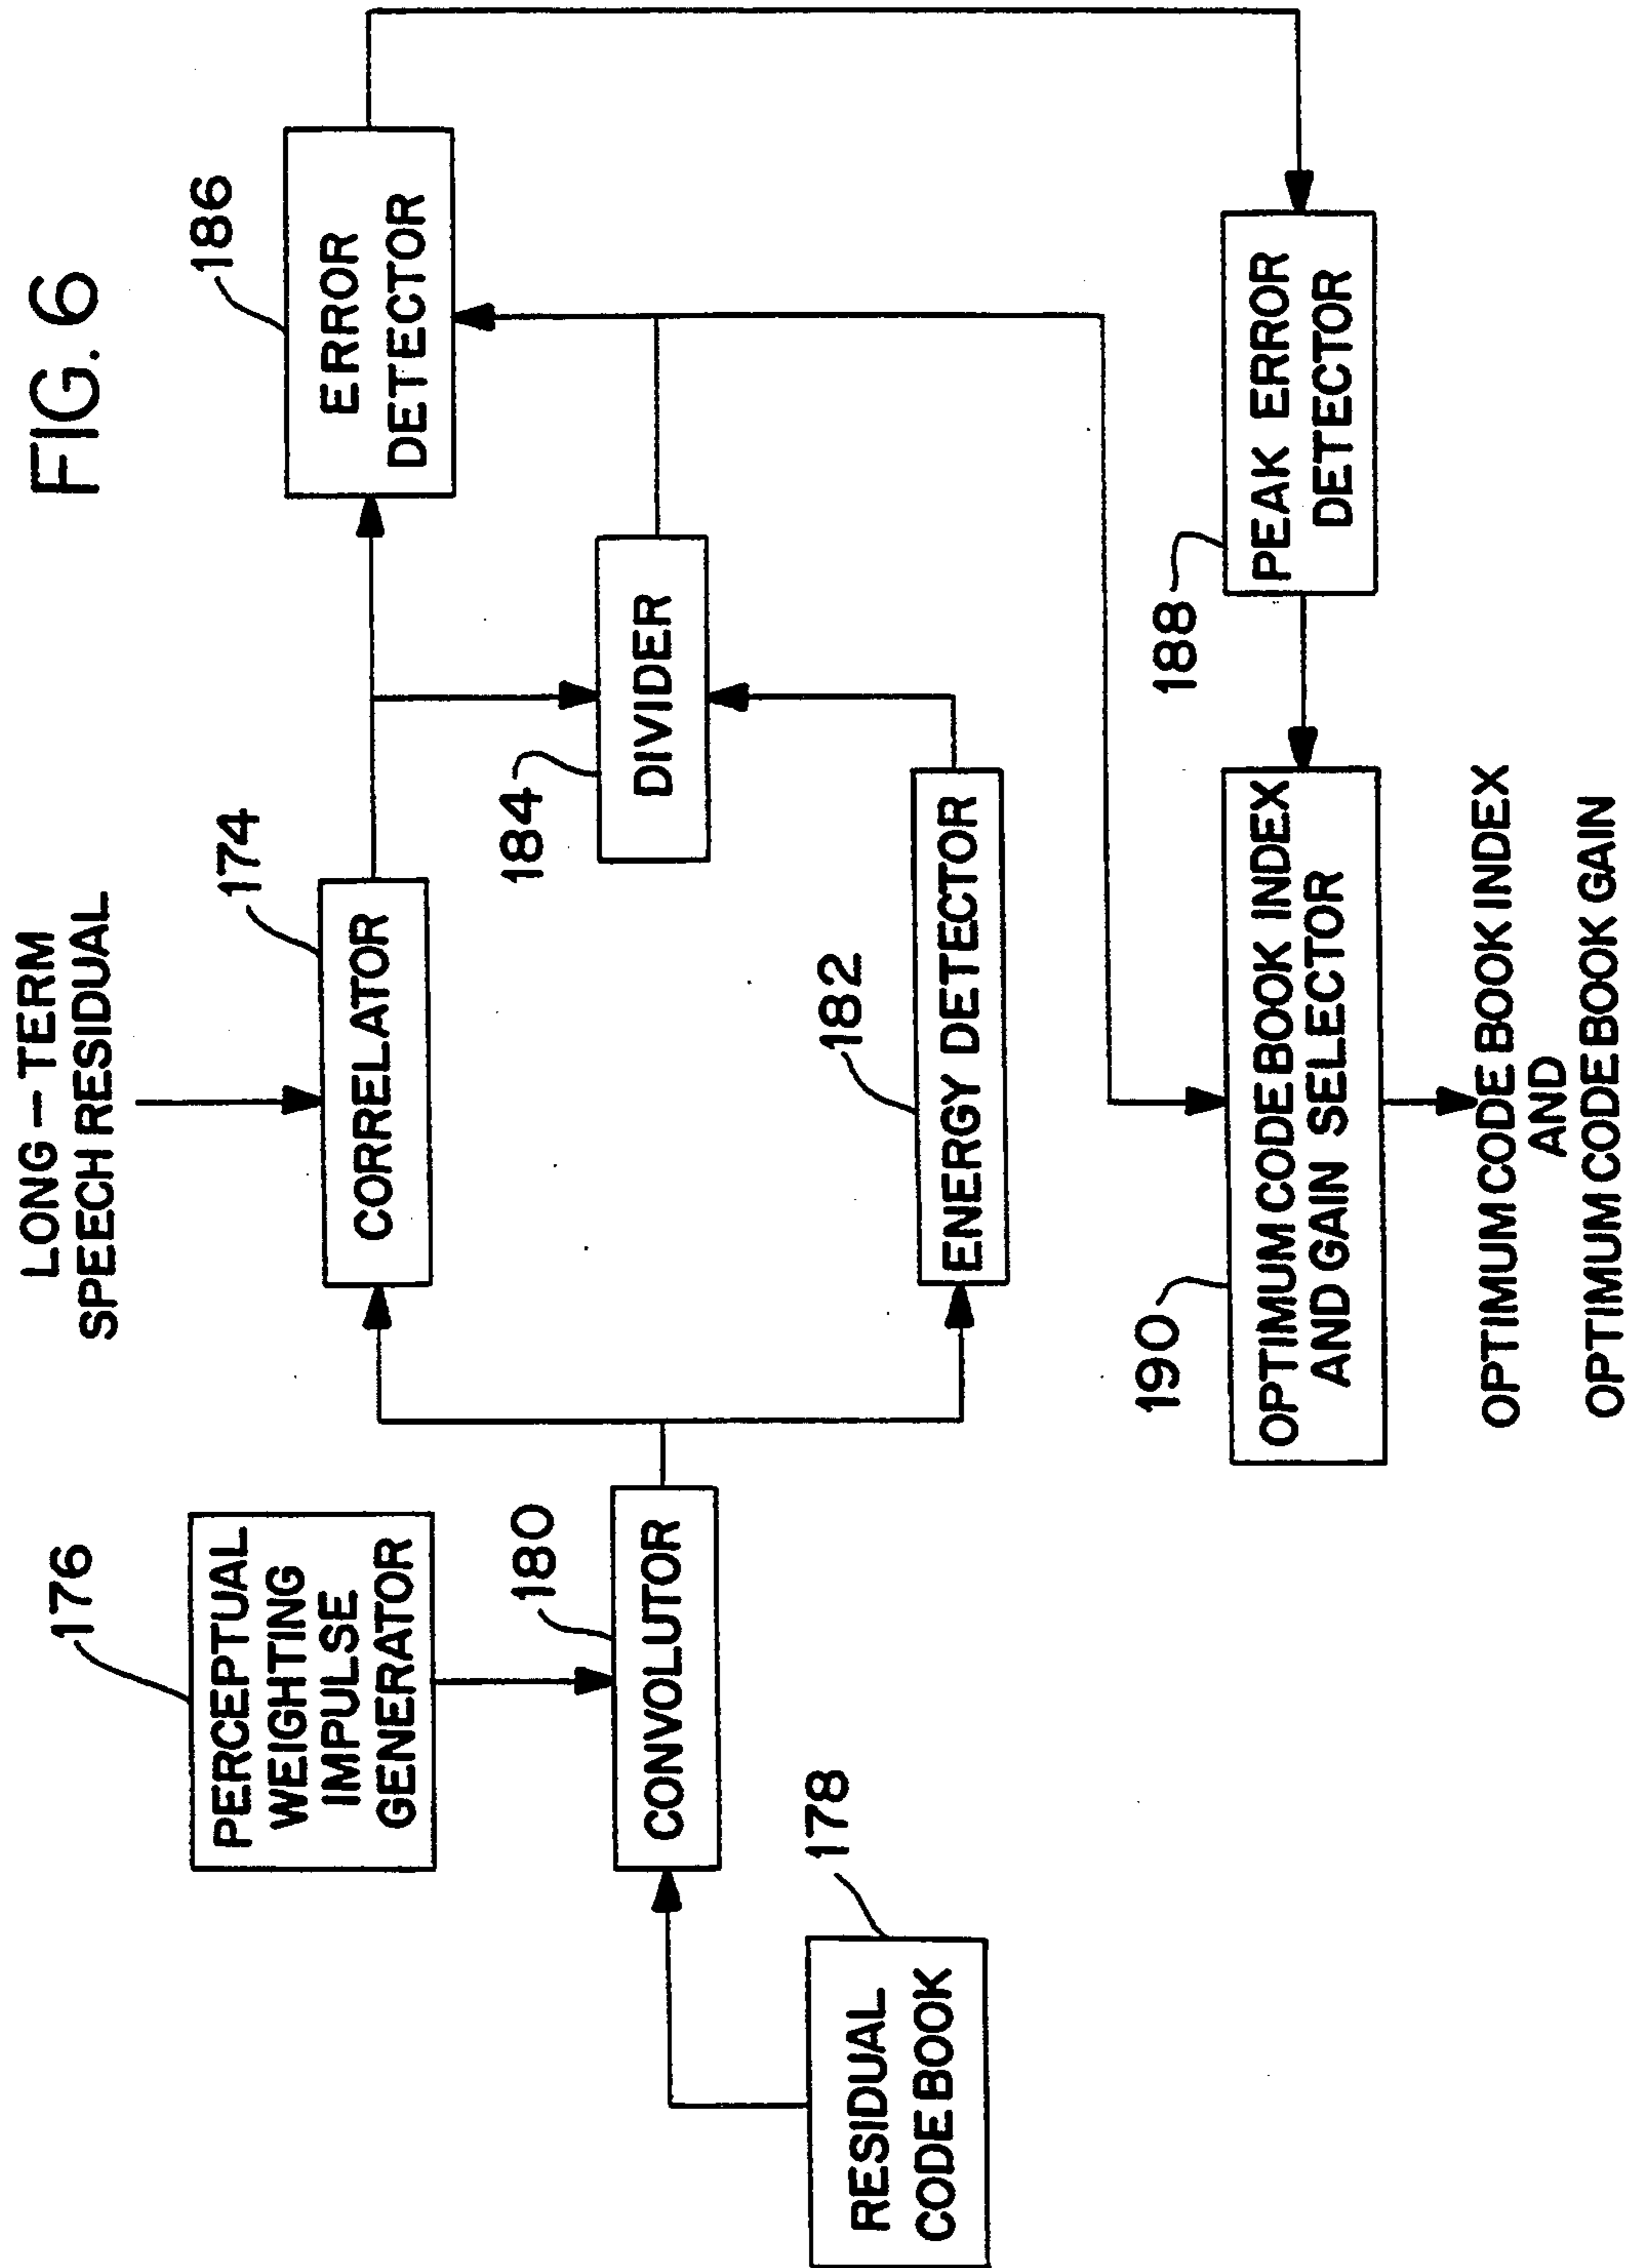 FIG. 6
LONG-TERM
SPEECH RESIDUAL
176
PERCEPTUAL
WEIGHTING
IMPULSE
GENERATOR
174
CORRELATOR
186
ERROR
DETECTOR
180
CONVOLUTOR
184
DIVIDER
178
RESIDUAL
CODE BOOK
182
ENERGY DETECTOR
190
OPTIMUM CODE BOOK INDEX
AND GAIN SELECTOR
188
PEAK ERROR
DETECTOR
OPTIMUM CODE BOOK INDEX
AND
OPTIMUM CODE BOOK GAIN